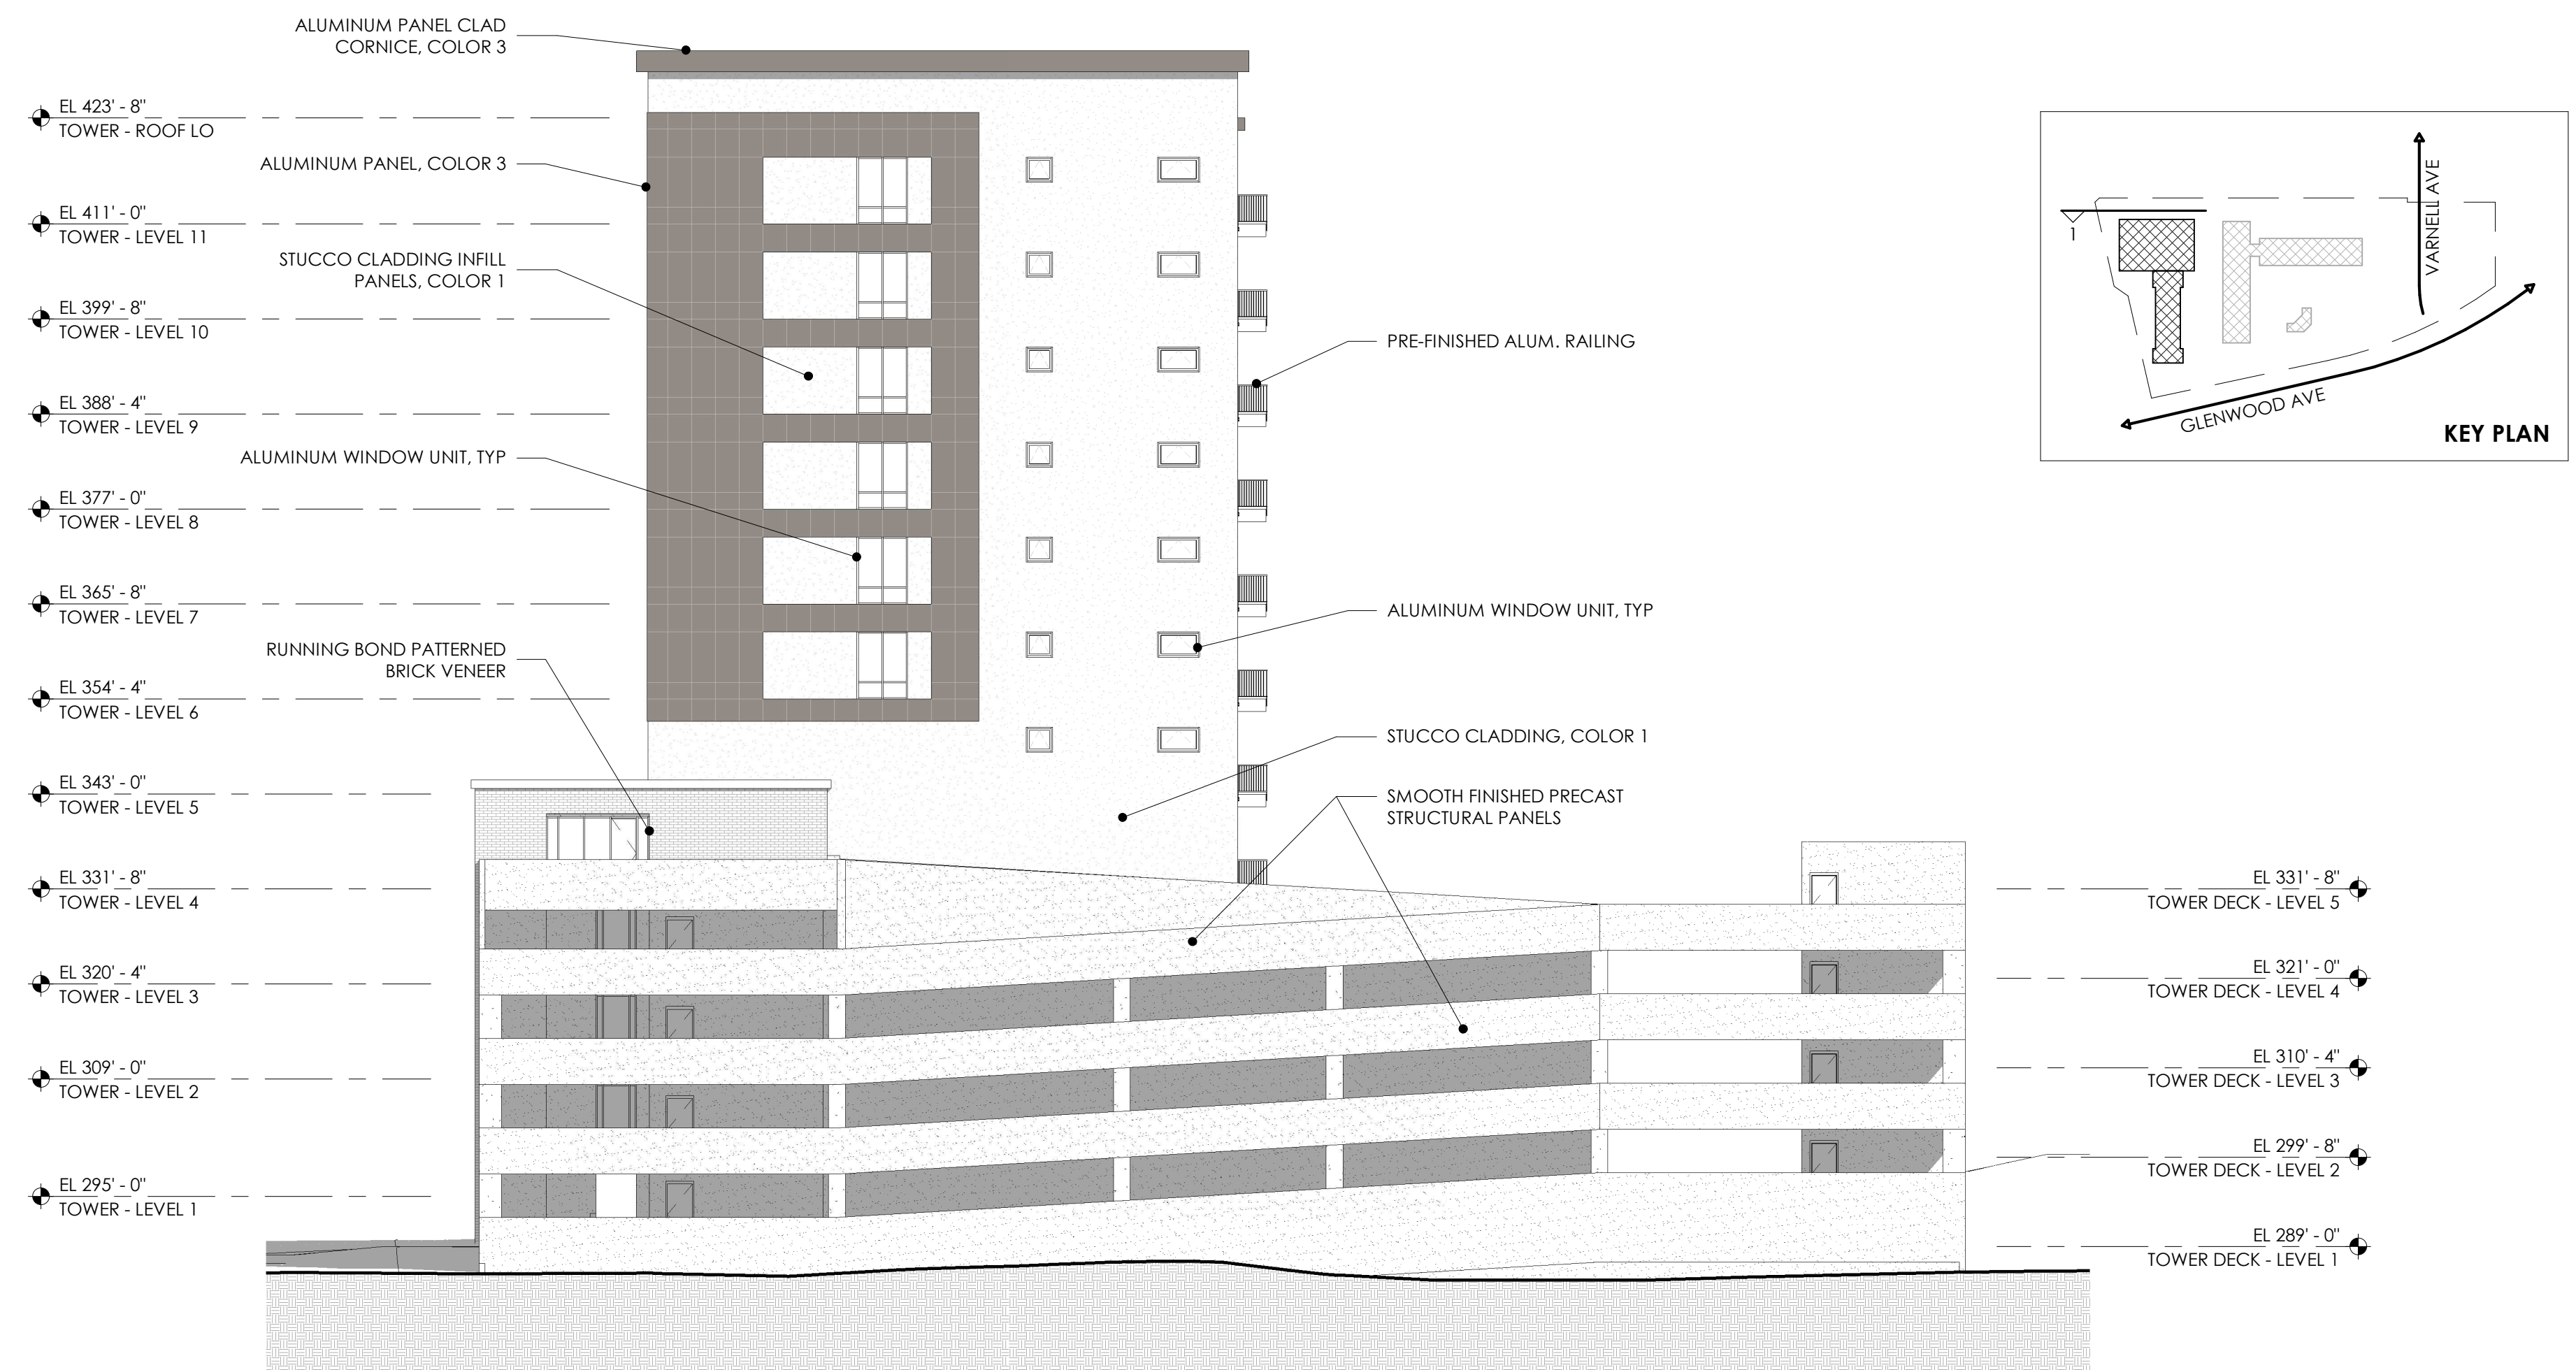 ALUMINUM PANEL CLAD
CORNICE, COLOR 3
EL 423' - 8"
TOWER - ROOF LO
ALUMINUM PANEL, COLOR 3
EL 411' - 0"
TOWER - LEVEL 11
STUCCO CLADDING INFILL
PANELS, COLOR 1
EL 399' - 8"
TOWER - LEVEL 10
EL 388' - 4"
TOWER - LEVEL 9
ALUMINUM WINDOW UNIT, TYP
EL 377' - 0"
TOWER - LEVEL 8
EL 365' - 8"
TOWER - LEVEL 7
RUNNING BOND PATTERNED
BRICK VENEER
EL 354' - 4"
TOWER - LEVEL 6
EL 343' - 0"
TOWER - LEVEL 5
EL 331' - 8"
TOWER - LEVEL 4
EL 320' - 4"
TOWER - LEVEL 3
EL 309' - 0"
TOWER - LEVEL 2
EL 295' - 0"
TOWER - LEVEL 1
PRE-FINISHED ALUM. RAILING
ALUMINUM WINDOW UNIT, TYP
STUCCO CLADDING, COLOR 1
SMOOTH FINISHED PRECAST
STRUCTURAL PANELS
1
VARNELL AVE
GLENWOOD AVE
KEY PLAN
EL 331' - 8"
TOWER DECK - LEVEL 5
EL 321' - 0"
TOWER DECK - LEVEL 4
EL 310' - 4"
TOWER DECK - LEVEL 3
EL 299' - 8"
TOWER DECK - LEVEL 2
EL 289' - 0"
TOWER DECK - LEVEL 1